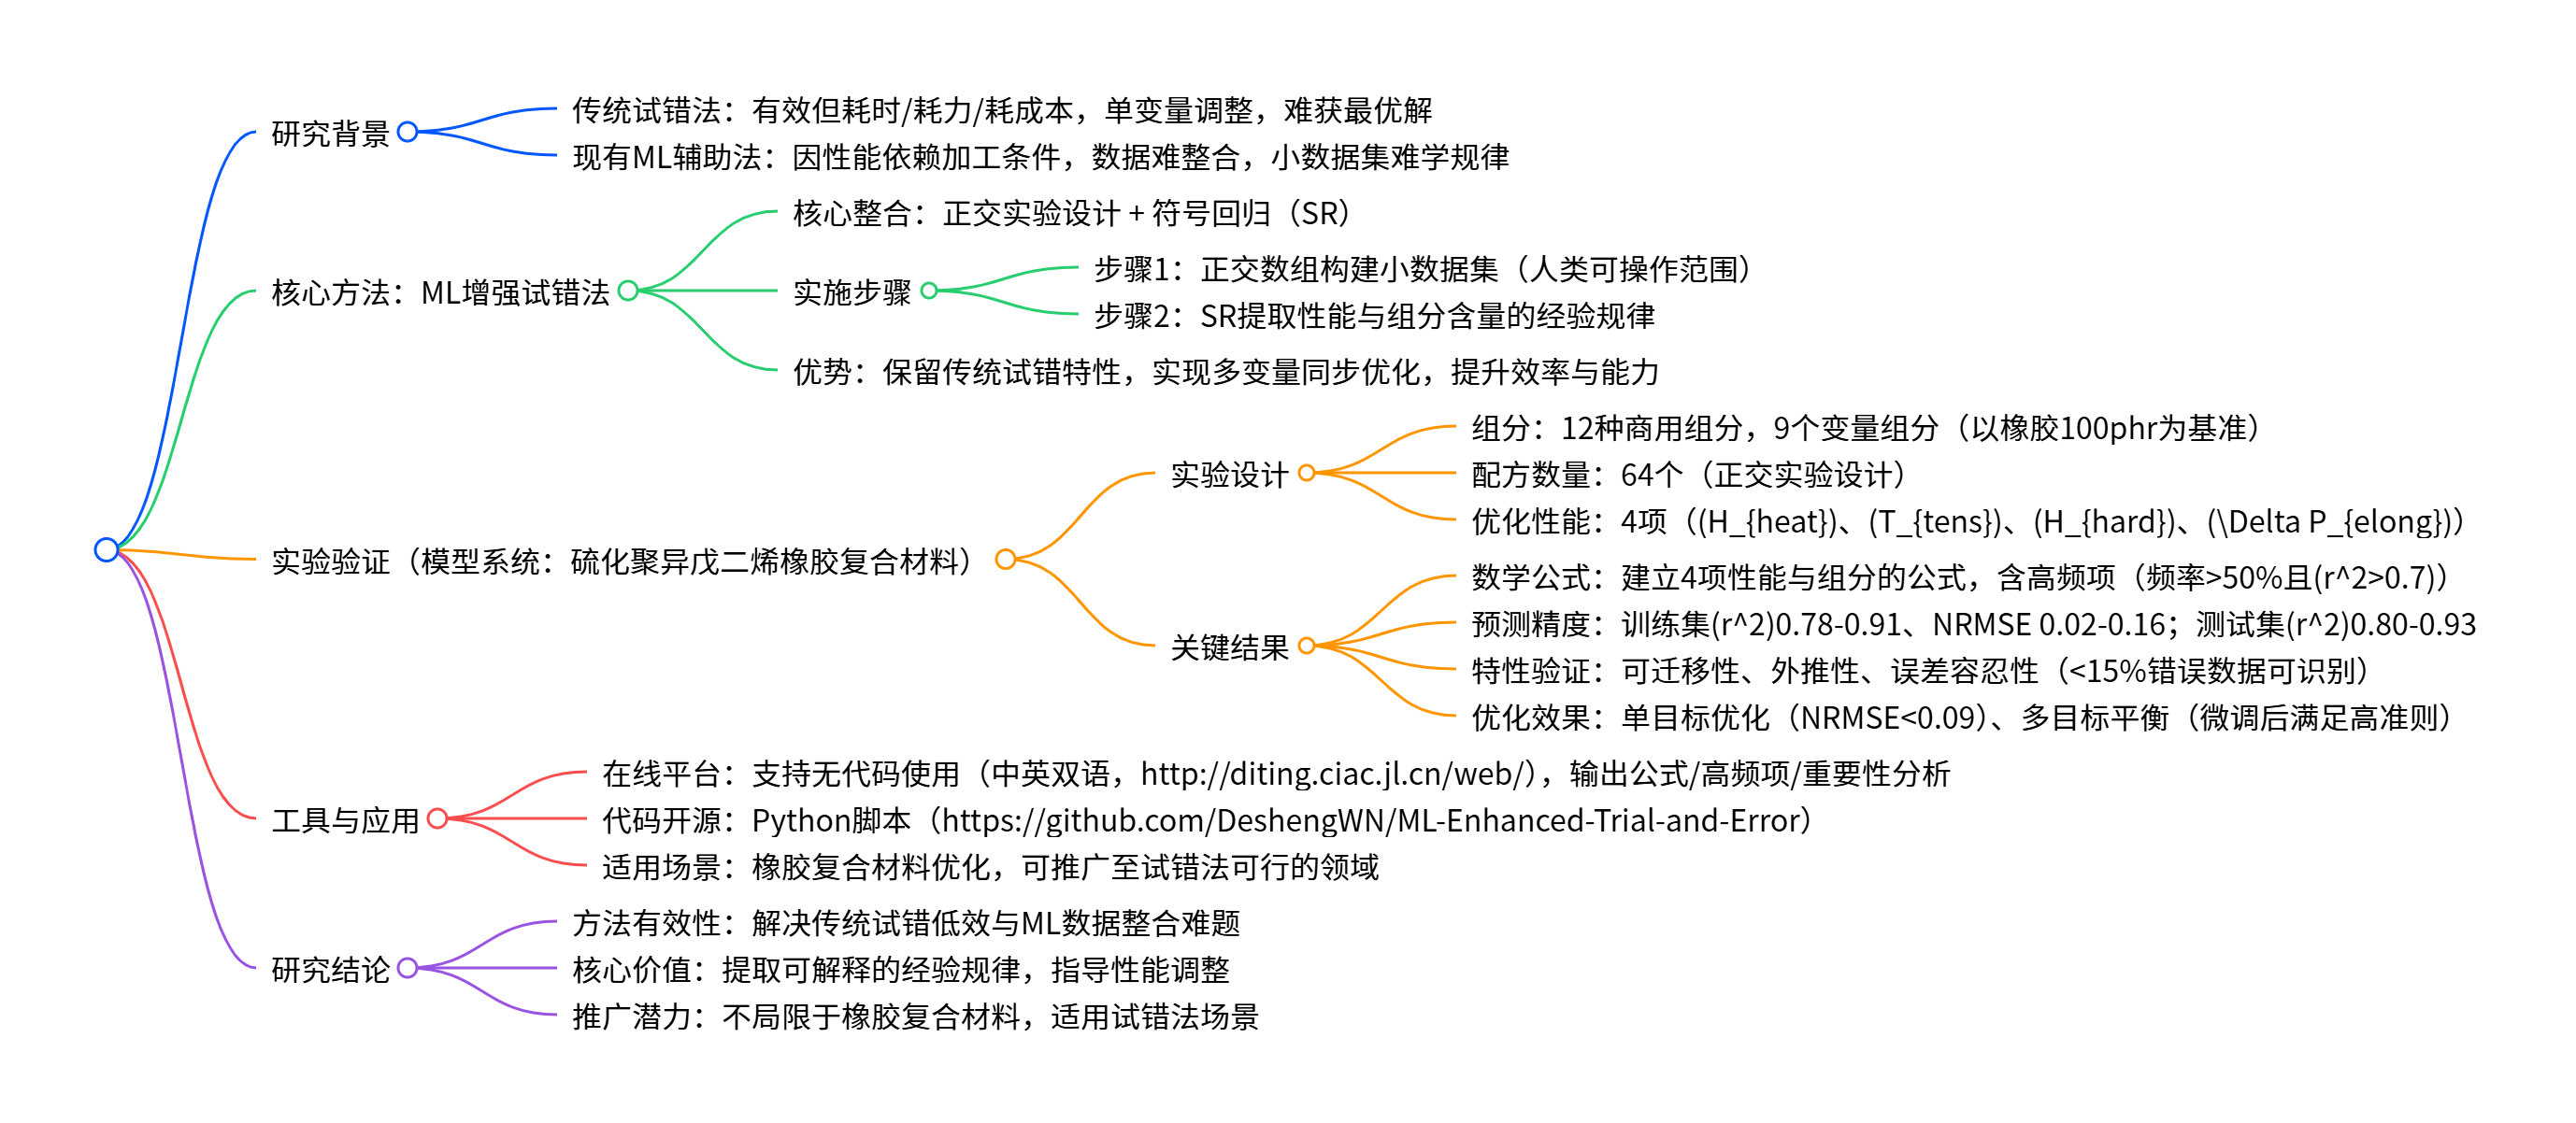 研究背景
传统试错法：有效但耗时/耗力/耗成本，单变量调整，难获最优解
现有ML辅助法：因性能依赖加工条件，数据难整合，小数据集难学规律
核心方法：ML增强试错法
核心整合：正交实验设计 + 符号回归（SR）
实施步骤
步骤1：正交数组构建小数据集（人类可操作范围）
步骤2：SR提取性能与组分含量的经验规律
优势：保留传统试错特性，实现多变量同步优化，提升效率与能力
实验验证（模型系统：硫化聚异戊二烯橡胶复合材料）
实验设计
组分：12种商用组分，9个变量组分（以橡胶100phr为基准）
配方数量：64个（正交实验设计）
优化性能：4项（(H_{heat})、(T_{tens})、(H_{hard})、(\Delta P_{elong})）
关键结果
数学公式：建立4项性能与组分的公式，含高频项（频率>50%且(r^2>0.7)）
预测精度：训练集(r^2)0.78-0.91、NRMSE 0.02-0.16；测试集(r^2)0.80-0.93
特性验证：可迁移性、外推性、误差容忍性（<15%错误数据可识别）
优化效果：单目标优化（NRMSE<0.09）、多目标平衡（微调后满足高准则）
工具与应用
在线平台：支持无代码使用（中英双语，http://diting.ciac.jl.cn/web/），输出公式/高频项/重要性分析
代码开源：Python脚本（https://github.com/DeshengWN/ML-Enhanced-Trial-and-Error）
适用场景：橡胶复合材料优化，可推广至试错法可行的领域
研究结论
方法有效性：解决传统试错低效与ML数据整合难题
核心价值：提取可解释的经验规律，指导性能调整
推广潜力：不局限于橡胶复合材料，适用试错法场景